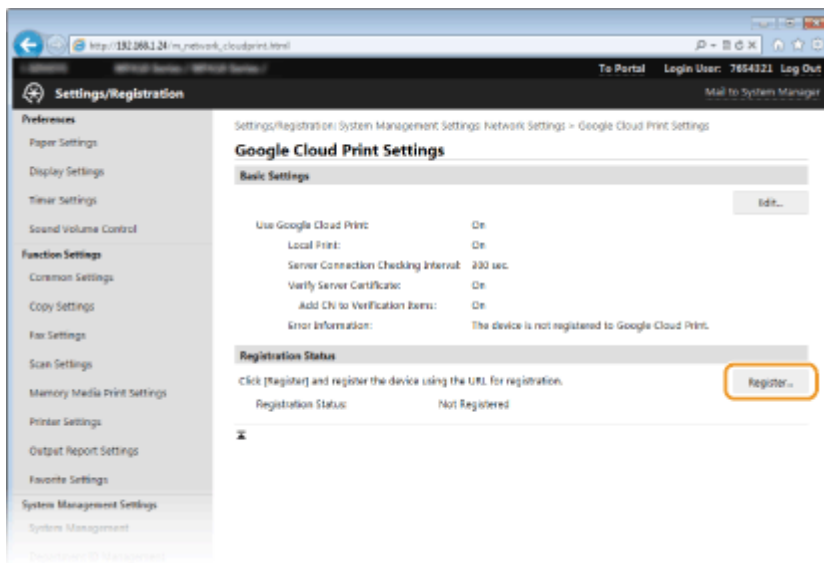 http://192.168.1.24/m_network_cloudprint.html
To Portal Login User: 7654321 Log Out
Settings/Registration
Mail to System Manager
Preferences
Paper Settings
Display Settings
Timer Settings
Sound Volume Control
Function Settings
Common Settings
Copy Settings
Fax Settings
Scan Settings
Memory Media Print Settings
Printer Settings
Output Report Settings
Favorite Settings
System Management Settings
System Management
Department ID Management
Settings/Registration: System Management Settings: Network Settings > Google Cloud Print Settings
Google Cloud Print Settings
Basic Settings
Edit...
Use Google Cloud Print: On
Local Print: On
Server Connection Checking Interval: 300 sec.
Verify Server Certificate: On
Add CN to Verification Items: On
Error Information: The device is not registered to Google Cloud Print.
Registration Status
Click [Register] and register the device using the URL for registration.
Register...
Registration Status: Not Registered